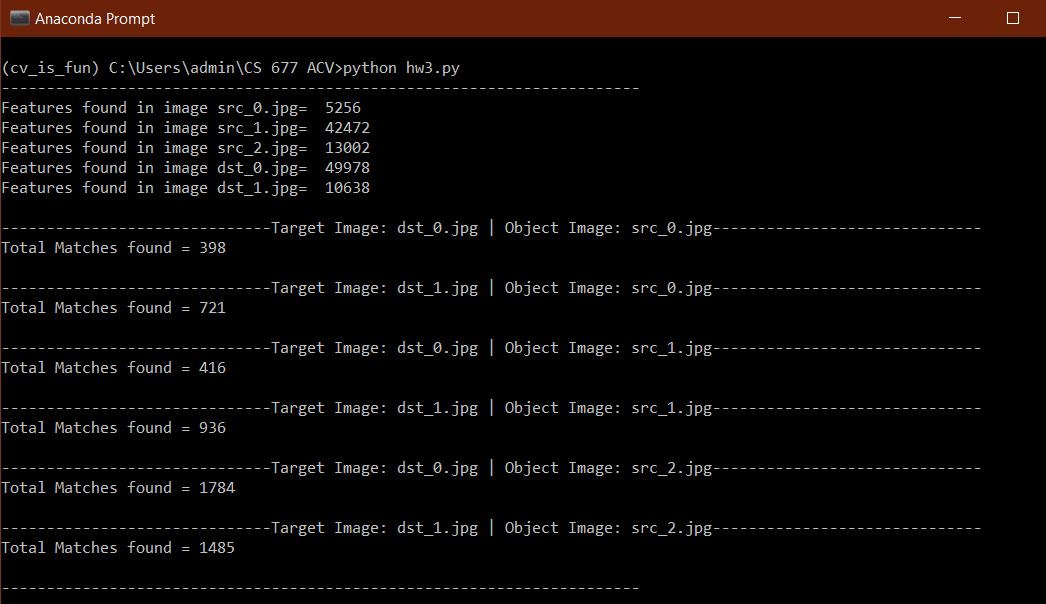 Anaconda Prompt
(cv_is_fun) C:\Users\admin\CS 677 ACV>python hw3.py
-----------------------------------------------------------------------
Features found in image src_0.jpg=  5256
Features found in image src_1.jpg=  42472
Features found in image src_2.jpg=  13002
Features found in image dst_0.jpg=  49978
Features found in image dst_1.jpg=  10638
------------------------------Target Image: dst_0.jpg | Object Image: src_0.jpg------------------------------
Total Matches found = 398
------------------------------Target Image: dst_1.jpg | Object Image: src_0.jpg------------------------------
Total Matches found = 721
------------------------------Target Image: dst_0.jpg | Object Image: src_1.jpg------------------------------
Total Matches found = 416
------------------------------Target Image: dst_1.jpg | Object Image: src_1.jpg------------------------------
Total Matches found = 936
------------------------------Target Image: dst_0.jpg | Object Image: src_2.jpg------------------------------
Total Matches found = 1784
------------------------------Target Image: dst_1.jpg | Object Image: src_2.jpg------------------------------
Total Matches found = 1485
-----------------------------------------------------------------------